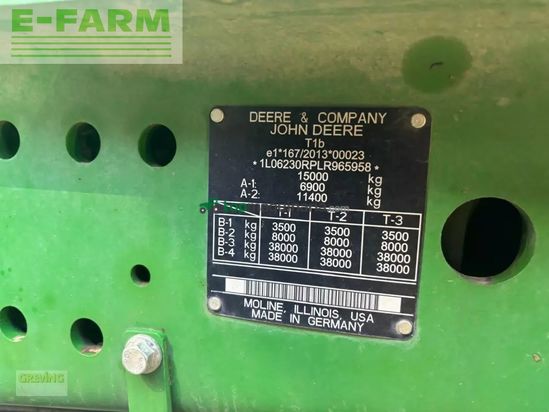 E-FARM
DEERE & COMPANY
JOHN DEERE
T1b
e1*167/2013*00023
*1L06230RPLR965958*
15000 kg
A-1: 6900 kg
A-2: 11400 kg
T-1 T-2 T-3
B-1 kg 3500 3500 3500
B-2 kg 8000 8000 8000
B-3 kg 38000 38000 38000
B-4 kg 38000 38000 38000
MOLINE, ILLINOIS, USA
MADE IN GERMANY
GREVING